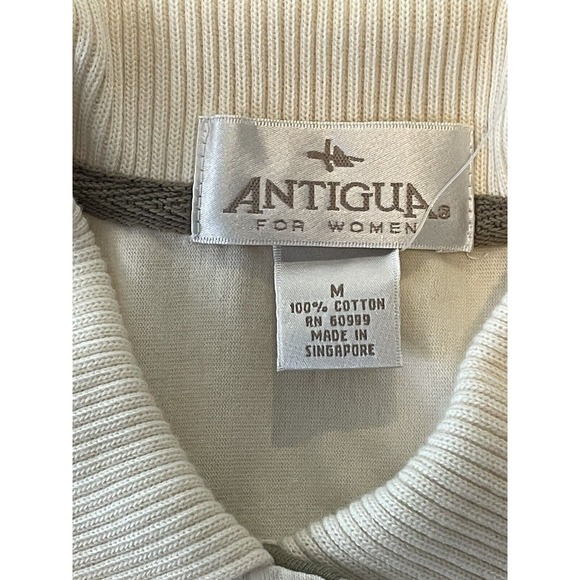 ANTIGUA®
FOR WOMEN
M
100% COTTON
RN 60999
MADE IN
SINGAPORE